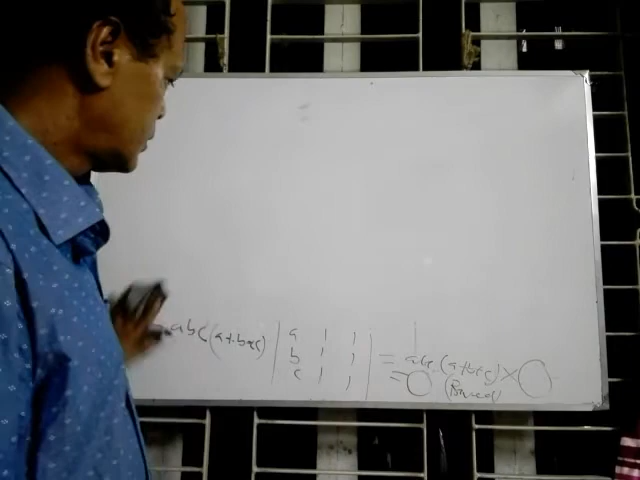 abc(a+b+c) | a 1 1 |
| b 1 1 | = abc(a+b+c) × 0
| c 1 1 | = 0 (Proved)